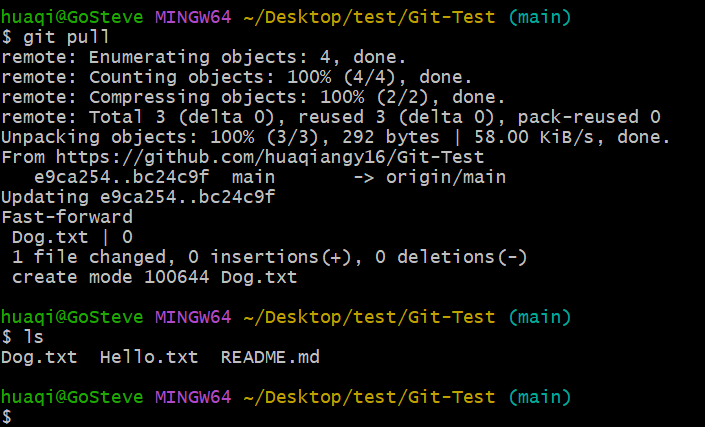 huaqi@GoSteve MINGW64 ~/Desktop/test/Git-Test (main)
$ git pull
remote: Enumerating objects: 4, done.
remote: Counting objects: 100% (4/4), done.
remote: Compressing objects: 100% (2/2), done.
remote: Total 3 (delta 0), reused 3 (delta 0), pack-reused 0
Unpacking objects: 100% (3/3), 292 bytes | 58.00 KiB/s, done.
From https://github.com/huaqiangy16/Git-Test
   e9ca254..bc24c9f  main       -> origin/main
Updating e9ca254..bc24c9f
Fast-forward
 Dog.txt | 0
 1 file changed, 0 insertions(+), 0 deletions(-)
 create mode 100644 Dog.txt
huaqi@GoSteve MINGW64 ~/Desktop/test/Git-Test (main)
$ ls
Dog.txt  Hello.txt  README.md
huaqi@GoSteve MINGW64 ~/Desktop/test/Git-Test (main)
$